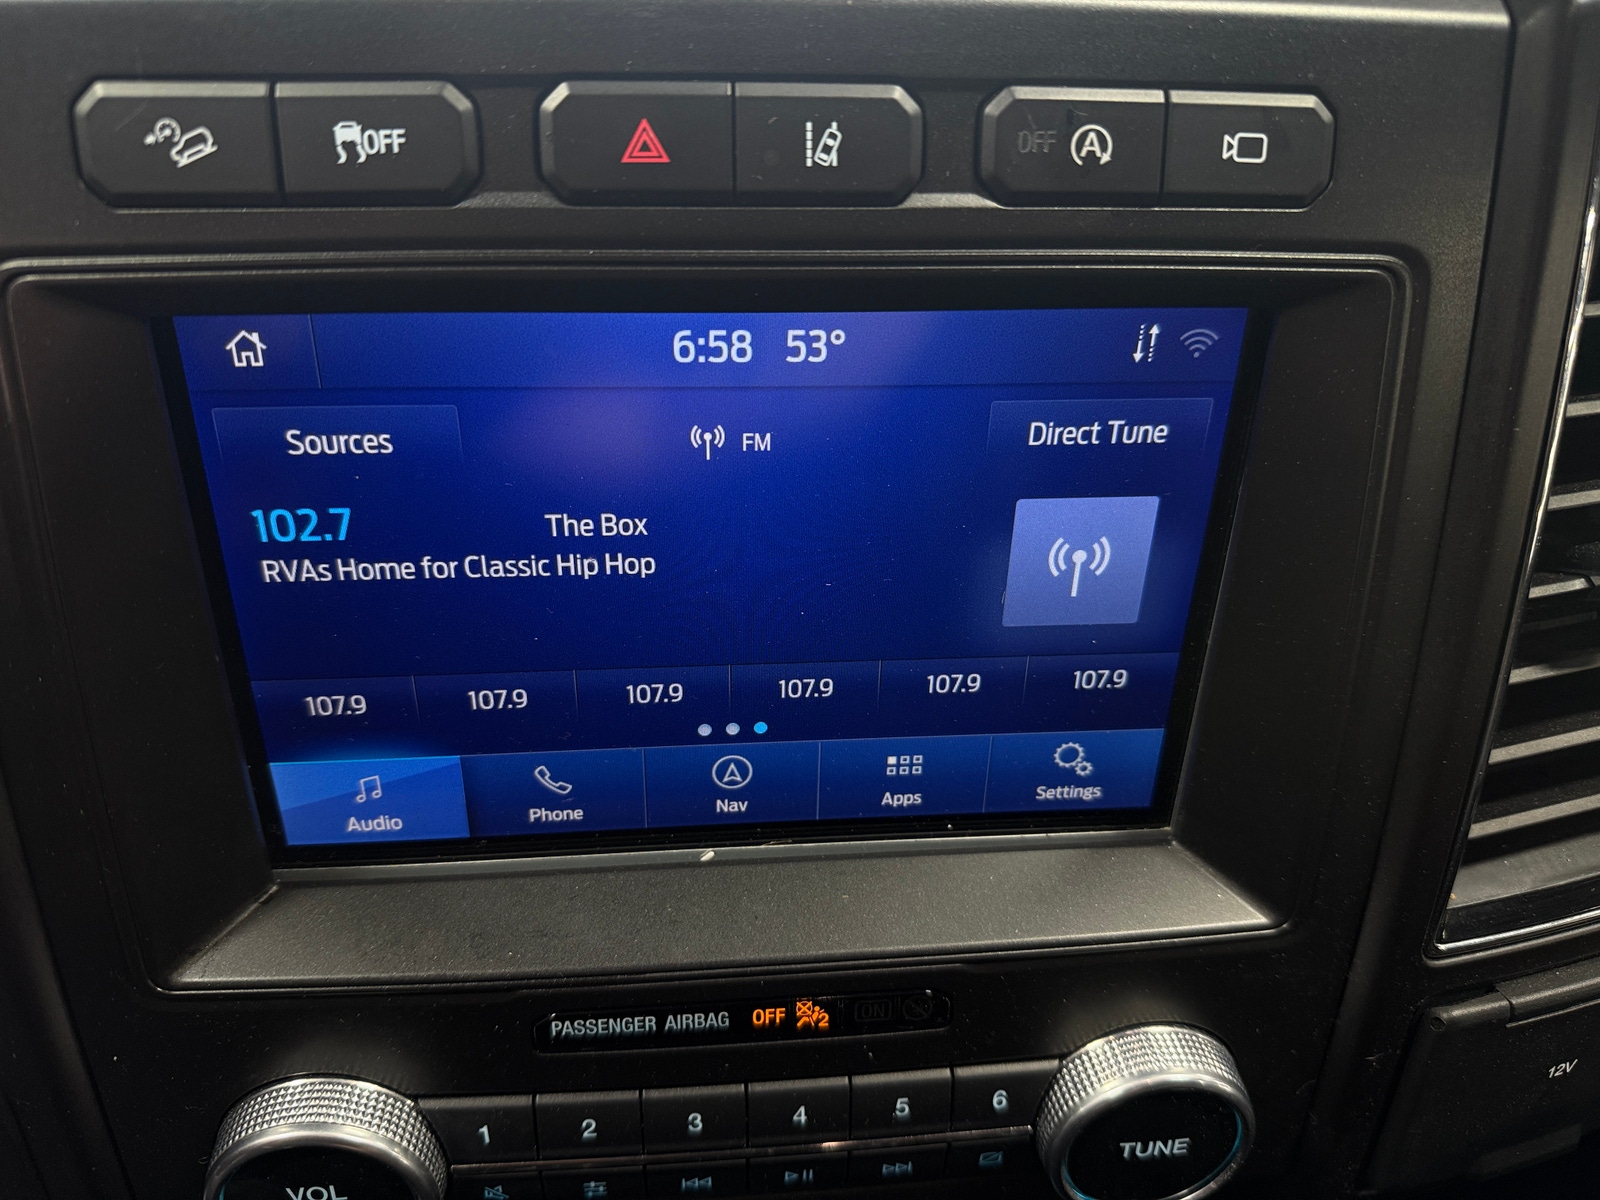 OFF
OFF A
6:58 53°
Sources FM Direct Tune
102.7 The Box
RVAs Home for Classic Hip Hop
107.9 107.9 107.9 107.9 107.9 107.9
Audio Phone Nav Apps Settings
PASSENGER AIRBAG OFF 2 ON
12V
1 2 3 4 5 6
VOL TUNE